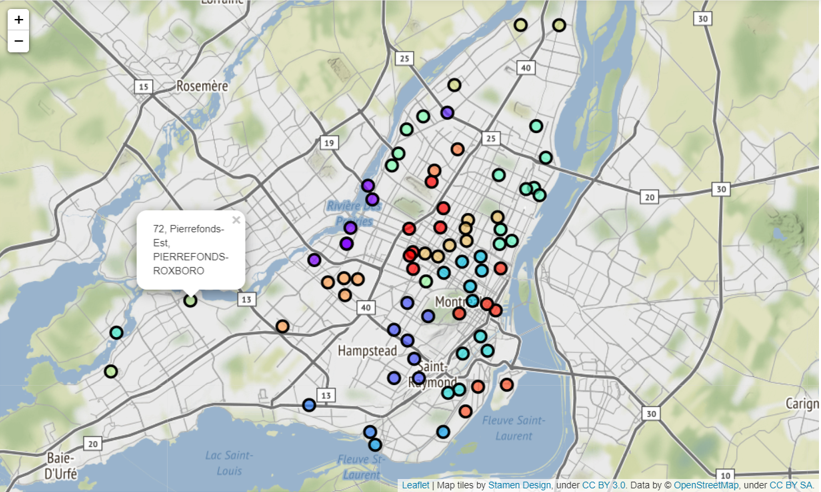 Lorraine
+
−
30
25
40
15
Rosemère
19
25
20
30
Rivière Des
Prairies
×
72, Pierrefonds-
Est,
PIERREFONDS-
ROXBORO
13
40
Montr
Hampstead
Saint-
Raymond
13
Fleuve Saint-
Laurent
30
Carign
20
Baie-
D'Urfé
Lac Saint-
Louis
Fleuve St-
Laurent
10
Leaflet | Map tiles by Stamen Design, under CC BY 3.0. Data by © OpenStreetMap, under CC BY SA.